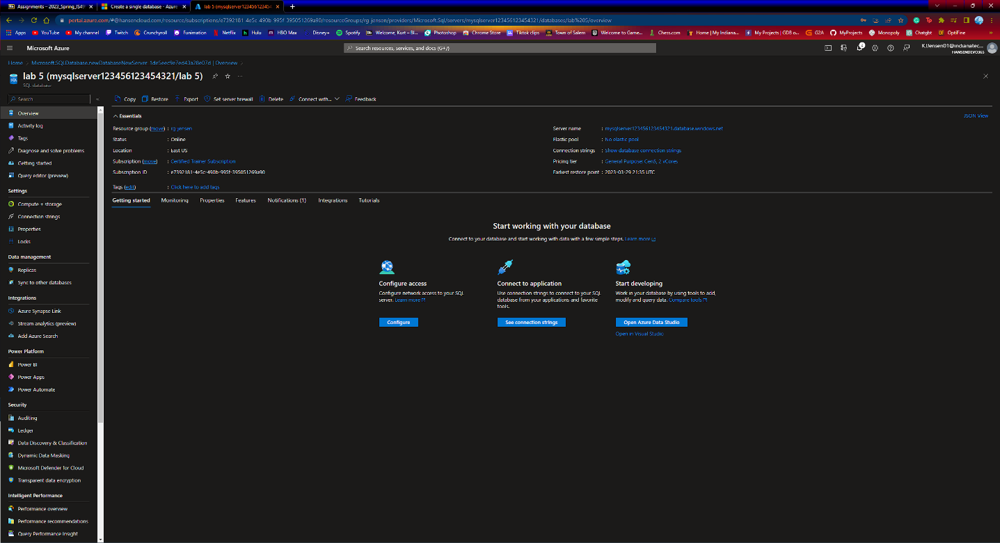 Assignments – 2023_Spring_IS49
Create a single database - Azure
lab 5 (mysqlserver123456123454
portal.azure.com/#@hansencloud.com/resource/subscriptions/e7392181-4e5c-490b-995f-395051269a90/resourceGroups/rg-jensen/providers/Microsoft.Sql/servers/mysqlserver123456123454321/databases/lab%205/overview
Apps YouTube My channel Twitch Crunchyroll Funimation Netflix Hulu HBO Max Disney+ Spotify Welcome, Kurt – Bl... Photoshop Chrome Store Tiktok clips Town of Salem Welcome to Game... Chess.com Home | My Indiana... My Projects | GDB o... G2A MyProjects Monopoly Chatgbt OptiFine »
Microsoft Azure
Search resources, services, and docs (G+/)
KJJensen01@indianatec...
HANSENDEVO365
Home > Microsoft.SQLDatabase.newDatabaseNewServer_1de5eec9e7ed43a28e07d | Overview >
lab 5 (mysqlserver123456123454321/lab 5)
SQL database
Search
Overview
Activity log
Tags
Diagnose and solve problems
Getting started
Query editor (preview)
Settings
Compute + storage
Connection strings
Properties
Locks
Data management
Replicas
Sync to other databases
Integrations
Azure Synapse Link
Stream analytics (preview)
Add Azure Search
Power Platform
Power BI
Power Apps
Power Automate
Security
Auditing
Ledger
Data Discovery & Classification
Dynamic Data Masking
Microsoft Defender for Cloud
Transparent data encryption
Intelligent Performance
Performance overview
Performance recommendations
Query Performance Insight
Copy Restore Export Set server firewall Delete Connect with... Feedback
Essentials
JSON View
Resource group (move) : rg-jensen
Status : Online
Location : East US
Subscription (move) : Certified Trainer Subscription
Subscription ID : e7392181-4e5c-490b-995f-395051269a90
Server name : mysqlserver123456123454321.database.windows.net
Elastic pool : No elastic pool
Connection strings : Show database connection strings
Pricing tier : General Purpose: Gen5, 2 vCores
Earliest restore point : 2023-03-29 21:35 UTC
Tags (edit) : Click here to add tags
Getting started Monitoring Properties Features Notifications (1) Integrations Tutorials
Start working with your database
Connect to your database and start working with data with a few simple steps. Learn more
Configure access
Configure network access to your SQL
server. Learn more
Configure
Connect to application
Use connection strings to connect to your SQL
database from your applications and favorite
tools.
See connection strings
Start developing
Work in your database by using tools to add,
modify and query data. Compare tools
Open Azure Data Studio
Open in Visual Studio